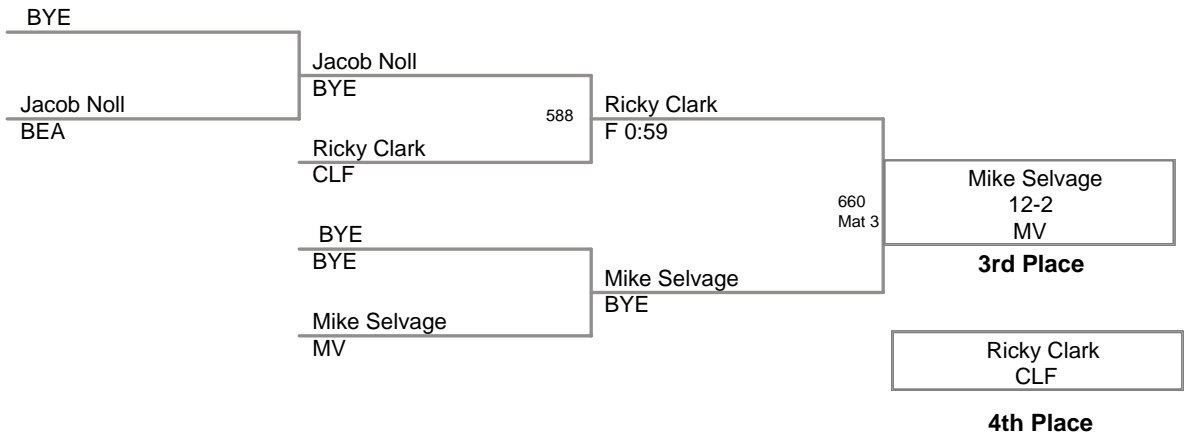 BYE
Jacob Noll
BEA
Jacob Noll
BYE
588
Ricky Clark
CLF
Ricky Clark
F 0:59
BYE
BYE
Mike Selvage
MV
Mike Selvage
BYE
660
Mat 3
Mike Selvage
12-2
MV
3rd Place
Ricky Clark
CLF
4th Place